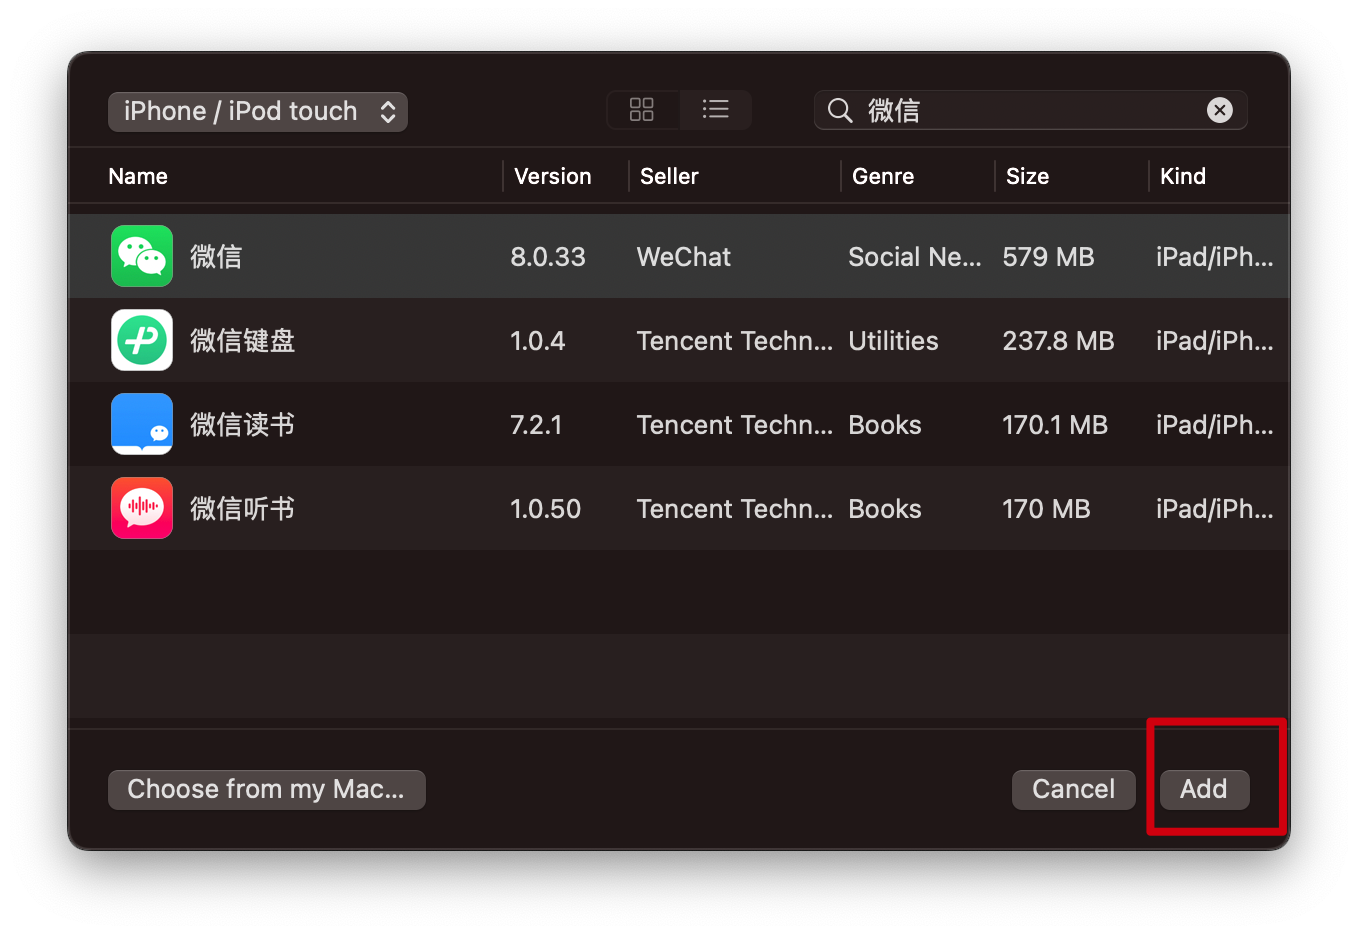 iPhone / iPod touch
微信
Name Version Seller Genre Size Kind
微信 8.0.33 WeChat Social Ne... 579 MB iPad/iPh...
微信键盘 1.0.4 Tencent Techn... Utilities 237.8 MB iPad/iPh...
微信读书 7.2.1 Tencent Techn... Books 170.1 MB iPad/iPh...
微信听书 1.0.50 Tencent Techn... Books 170 MB iPad/iPh...
Choose from my Mac... Cancel Add